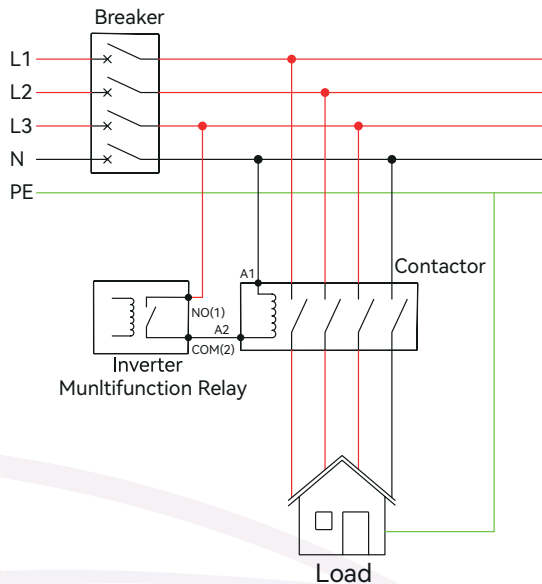 Breaker
L1
L2
L3
N
PE
A1
Contactor
NO(1)
A2
COM(2)
Inverter
Munltifunction Relay
Load